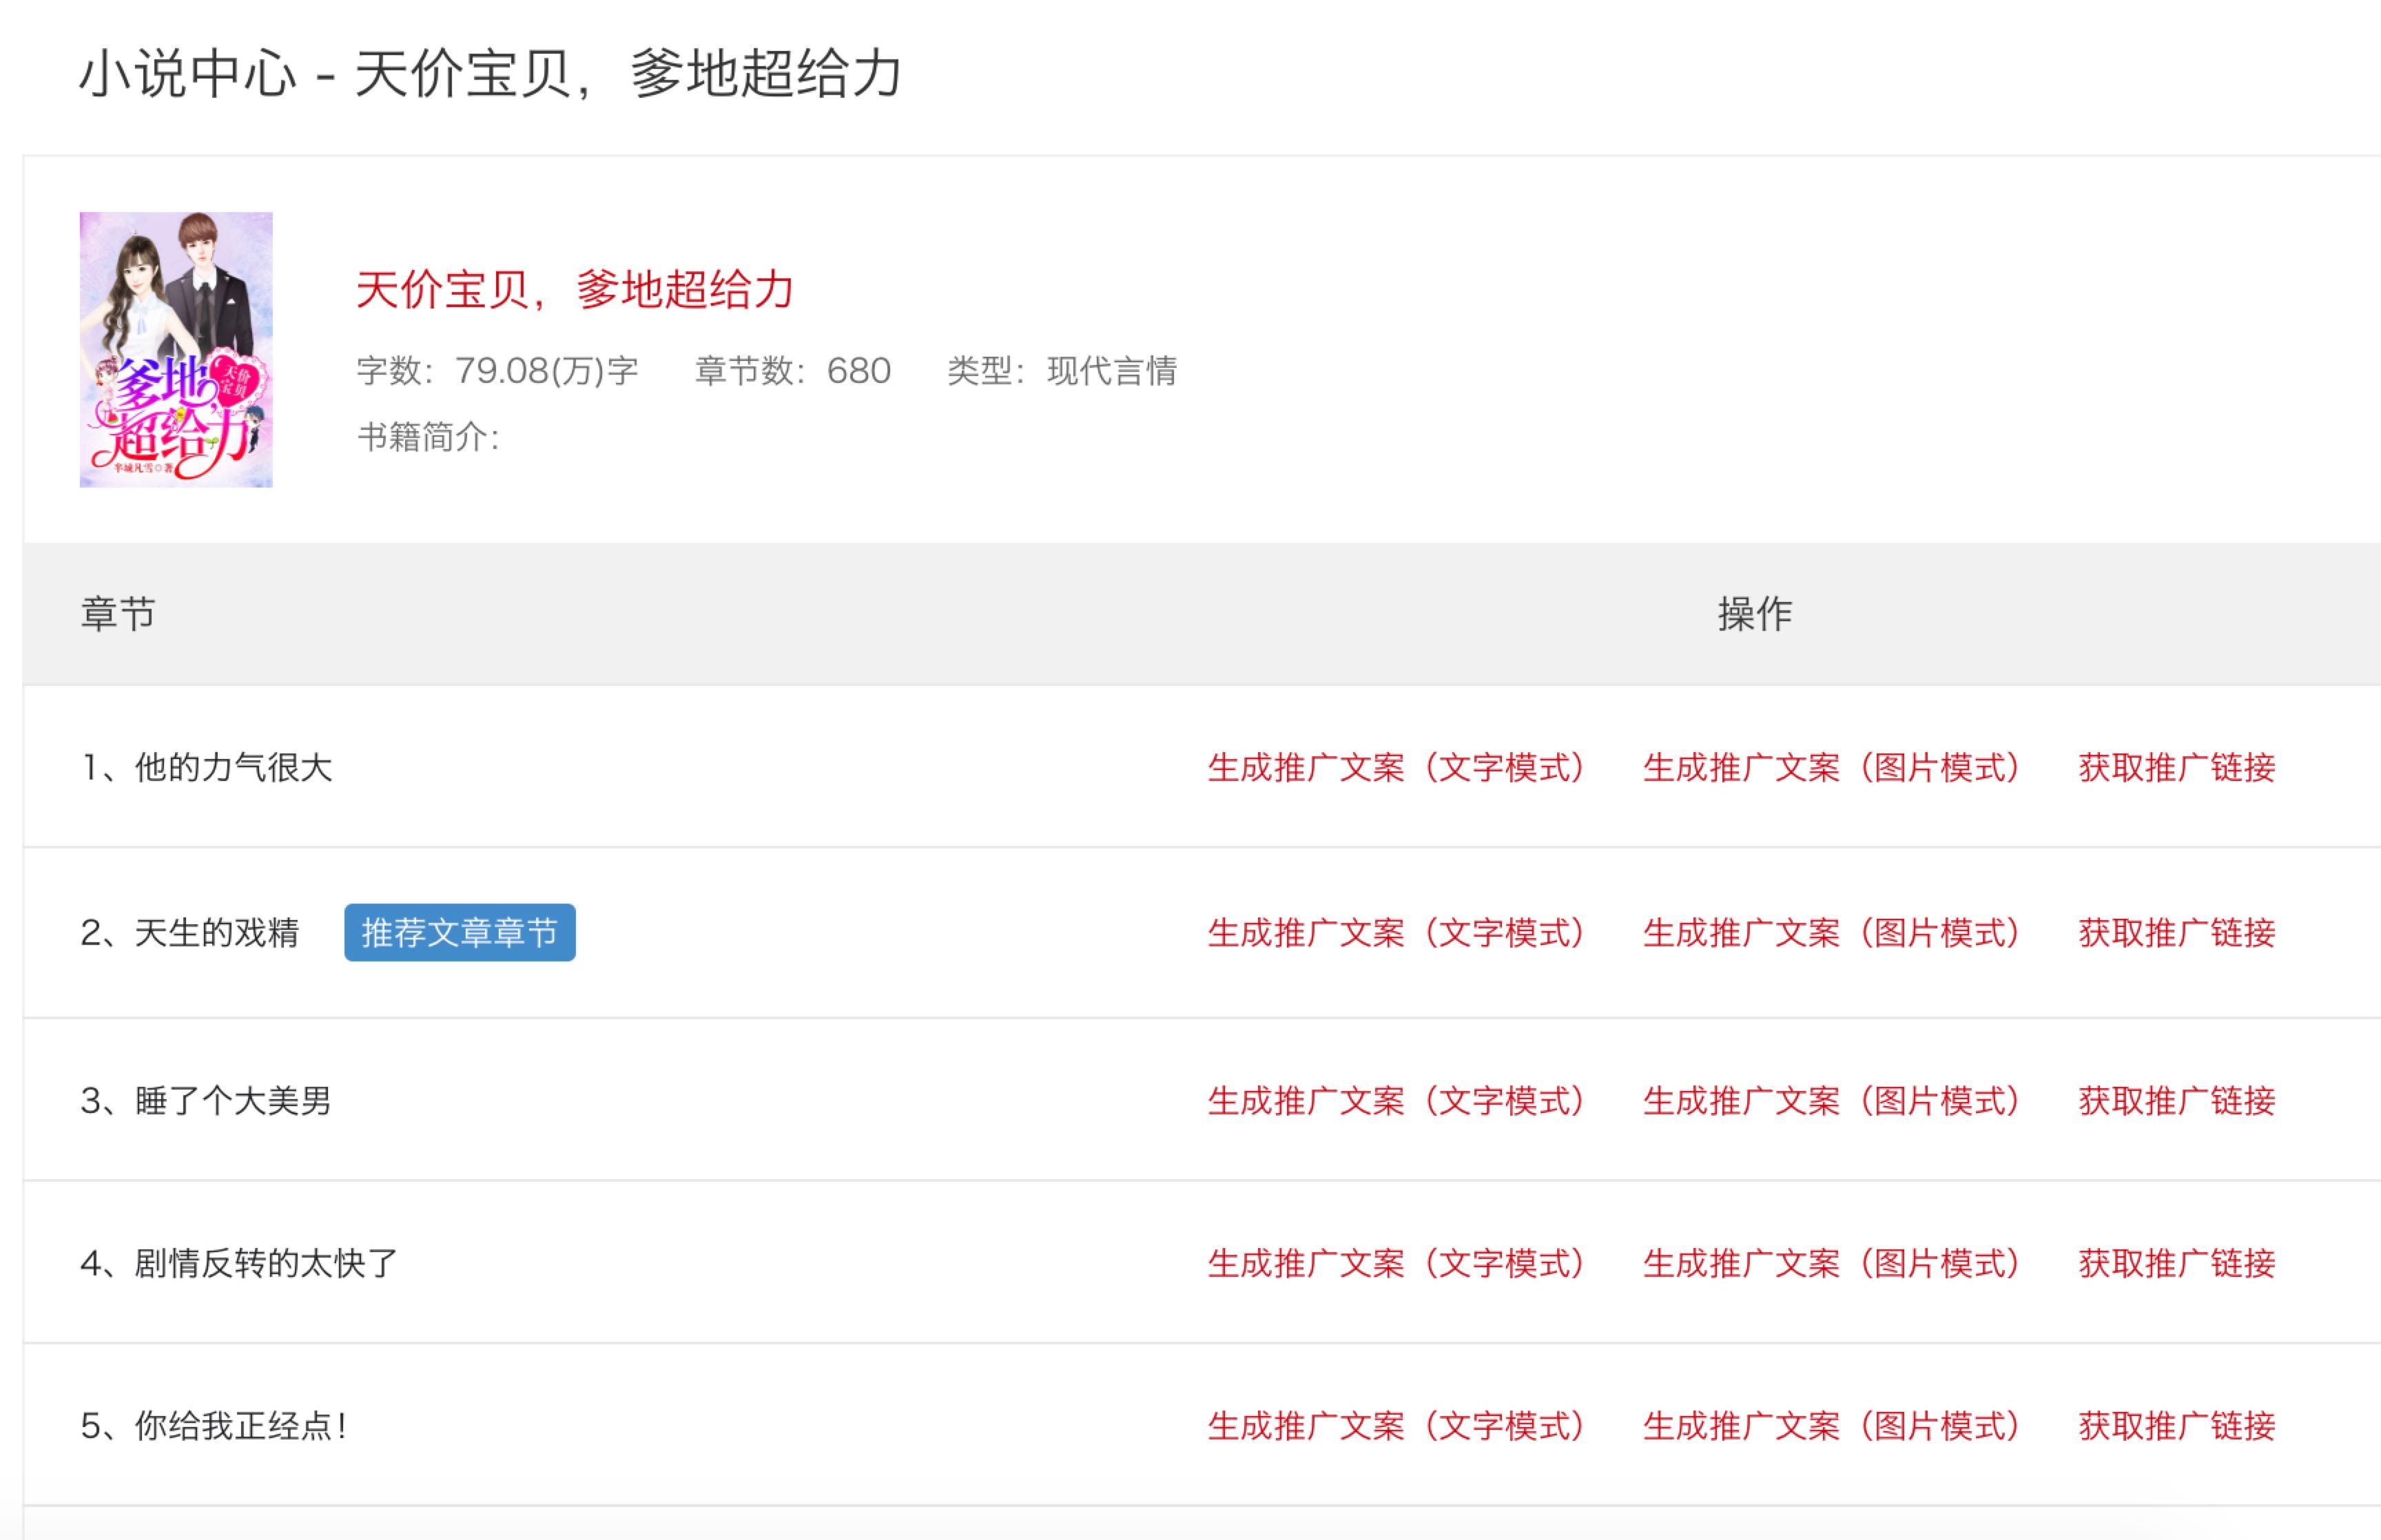 小说中心 - 天价宝贝，爹地超给力
天价宝贝，爹地超给力
字数：79.08(万)字 章节数：680 类型：现代言情
书籍简介：
天价
宝贝
爹地，
超给力
芈城凡雪◎著
章节 操作
1、他的力气很大 生成推广文案（文字模式） 生成推广文案（图片模式） 获取推广链接
2、天生的戏精 推荐文章章节 生成推广文案（文字模式） 生成推广文案（图片模式） 获取推广链接
3、睡了个大美男 生成推广文案（文字模式） 生成推广文案（图片模式） 获取推广链接
4、剧情反转的太快了 生成推广文案（文字模式） 生成推广文案（图片模式） 获取推广链接
5、你给我正经点！ 生成推广文案（文字模式） 生成推广文案（图片模式） 获取推广链接